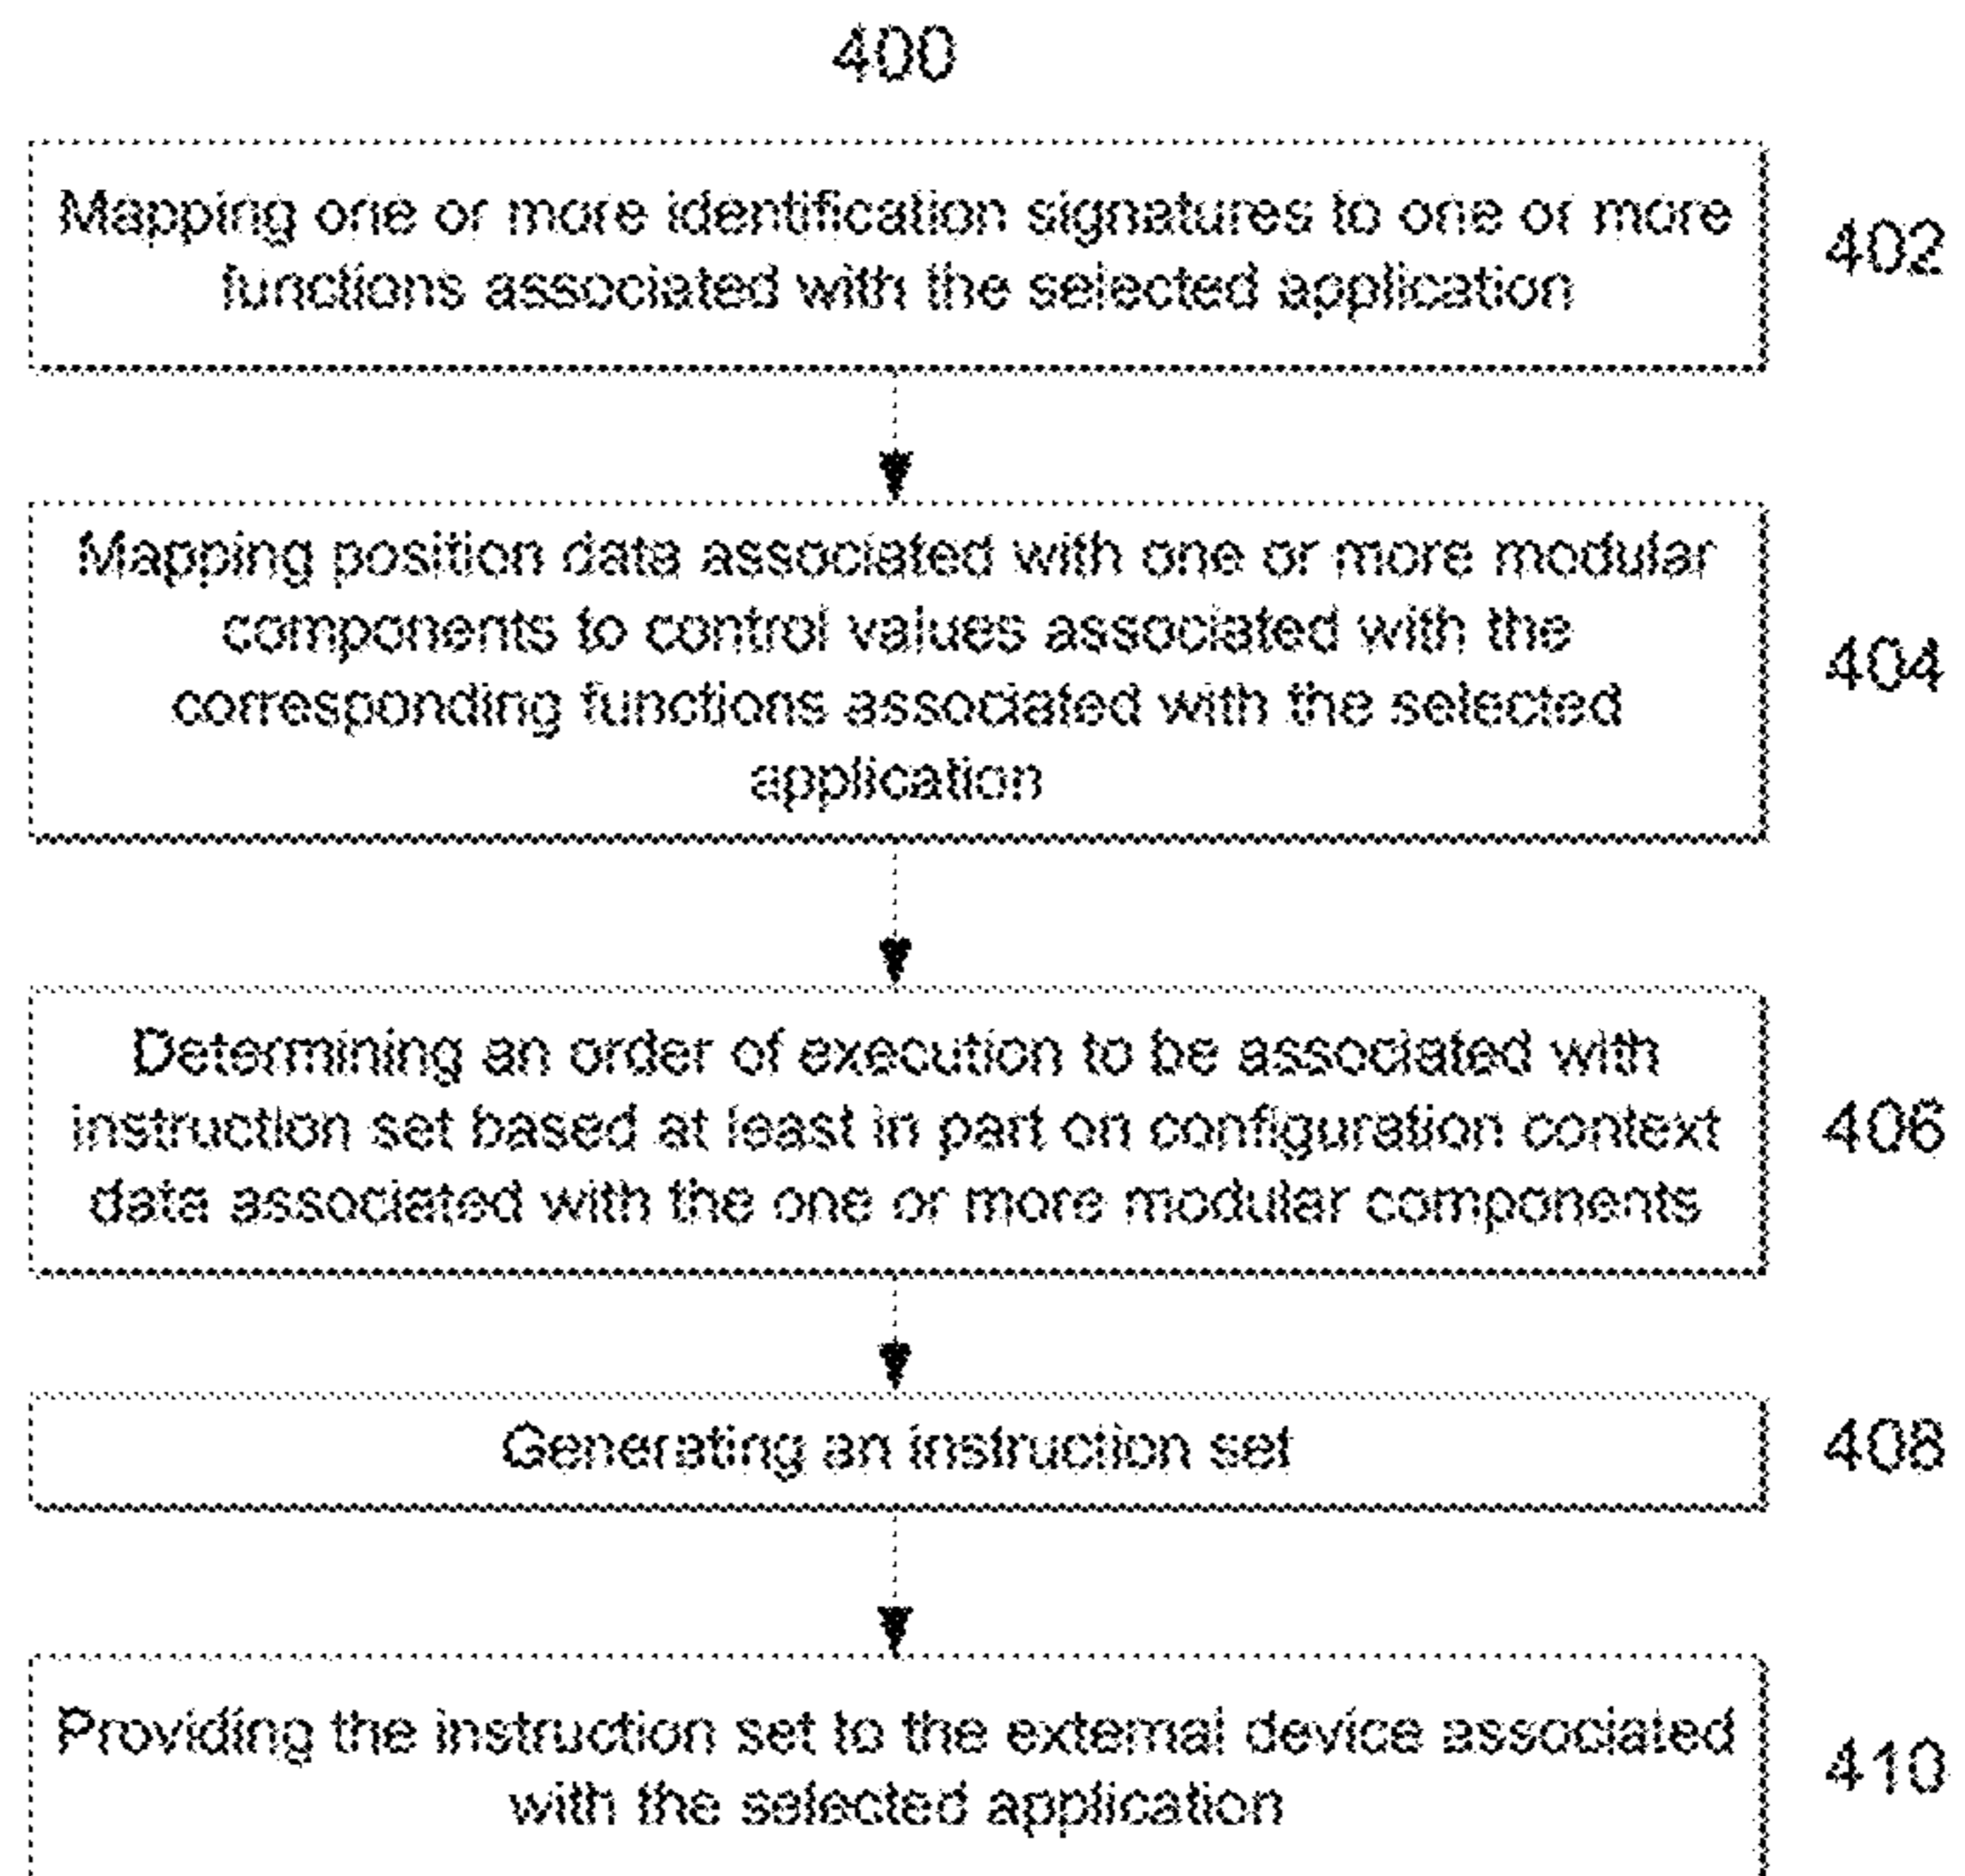 400
Mapping one or more identification signatures to one or more
functions associated with the selected application
402
Mapping position data associated with one or more modular
components to control values associated with the
corresponding functions associated with the selected
application
404
Determining an order of execution to be associated with
instruction set based at least in part on configuration context
data associated with the one or more modular components
406
Generating an instruction set
408
Providing the instruction set to the external device associated
with the selected application
410